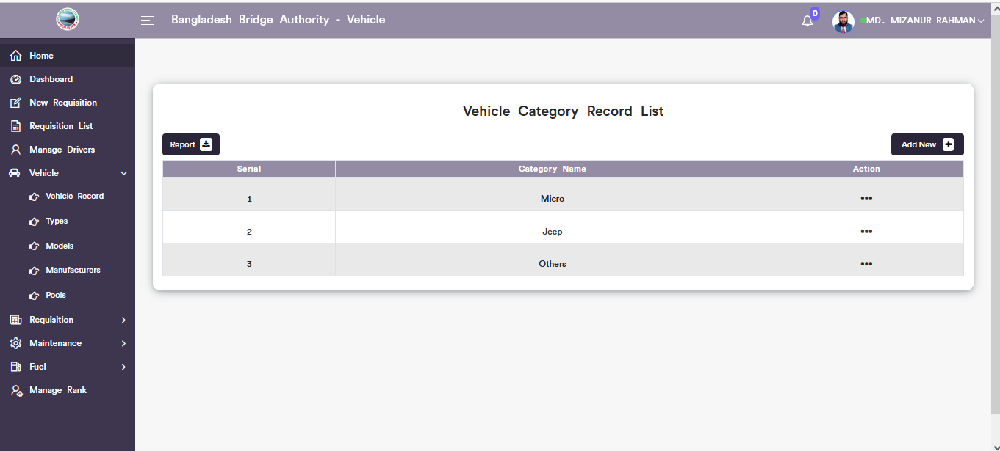 Bangladesh Bridge Authority - Vehicle
0
MD. MIZANUR RAHMAN
Home
Dashboard
New Requisition
Requisition List
Manage Drivers
Vehicle
Vehicle Record
Types
Models
Manufacturers
Pools
Requisition
Maintenance
Fuel
Manage Rank
Vehicle Category Record List
Report
Add New
Serial Category Name Action
1 Micro
2 Jeep
3 Others